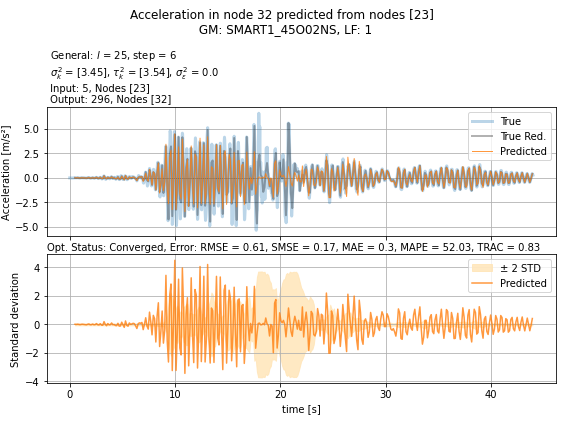 Acceleration in node 32 predicted from nodes [23]
GM: SMART1_45O02NS, LF: 1
General: l = 25, step = 6
σ²ₖ = [3.45], τ²ₖ = [3.54], σ²ε = 0.0
Input: 5, Nodes [23]
Output: 296, Nodes [32]
Acceleration [m/s²]
5.0
2.5
0.0
−2.5
−5.0
True
True Red.
Predicted
Opt. Status: Converged, Error: RMSE = 0.61, SMSE = 0.17, MAE = 0.3, MAPE = 52.03, TRAC = 0.83
Standard deviation
4
2
0
−2
−4
± 2 STD
Predicted
0
10
20
30
40
time [s]